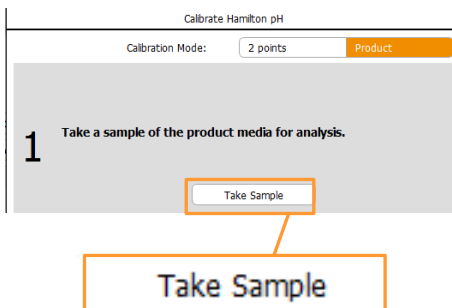 Calibrate Hamilton pH
Calibration Mode: 2 points Product
1 Take a sample of the product media for analysis.
Take Sample
Take Sample